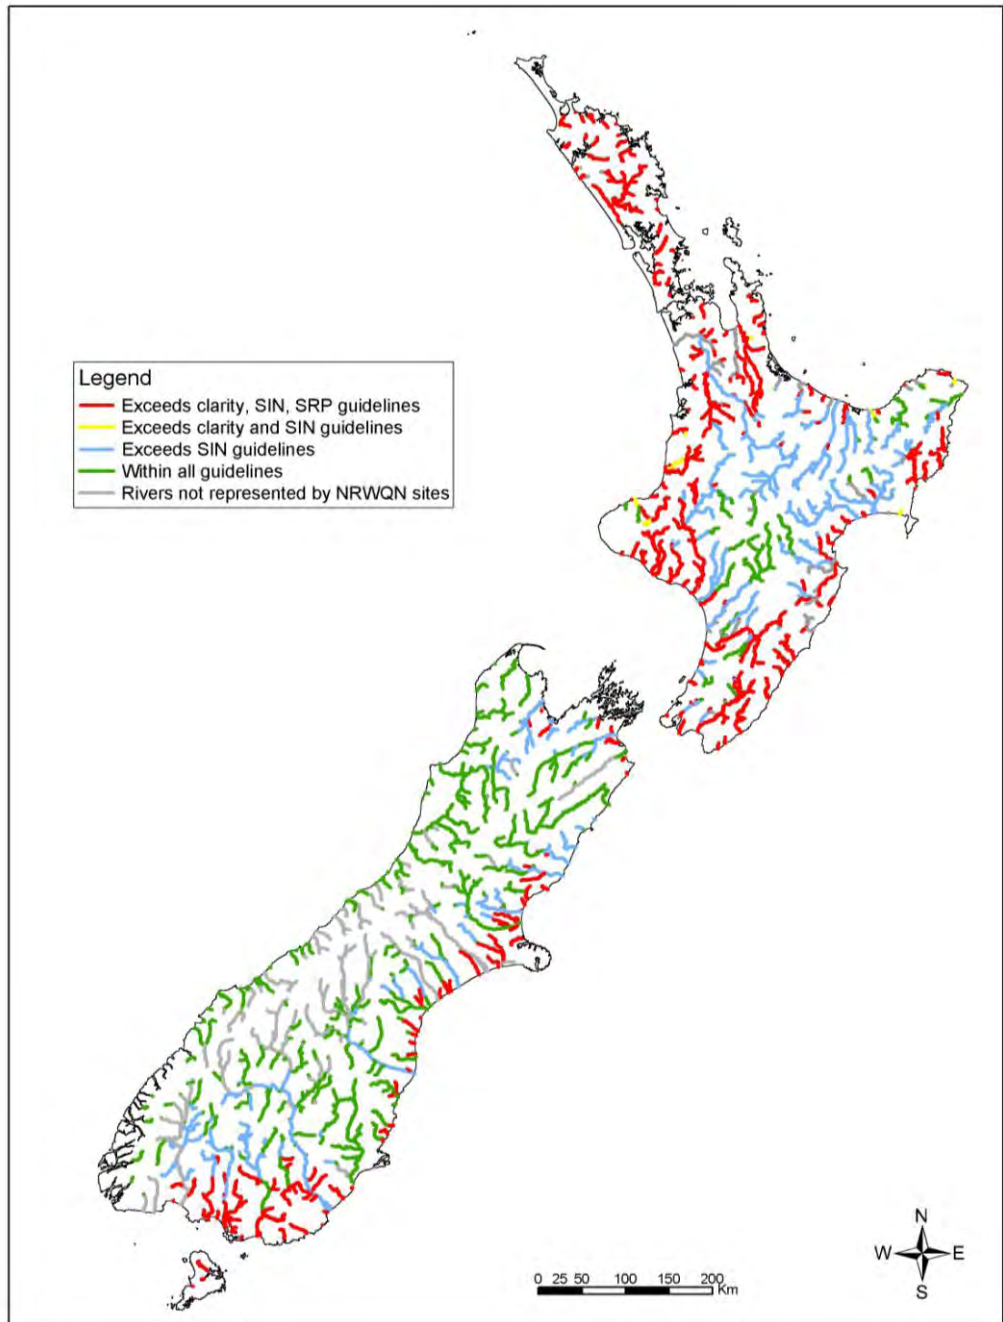 Legend
Exceeds clarity, SIN, SRP guidelines
Exceeds clarity and SIN guidelines
Exceeds SIN guidelines
Within all guidelines
Rivers not represented by NRWQN sites
N
W E
S
0 25 50 100 150 200
Km